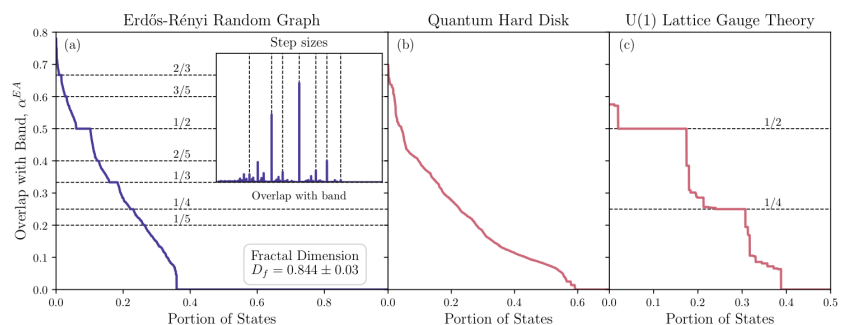 Erdős-Rényi Random Graph
Quantum Hard Disk
U(1) Lattice Gauge Theory
Overlap with Band, α^{EA}
0.8
0.7
0.6
0.5
0.4
0.3
0.2
0.1
0.0
(a)
2/3
3/5
1/2
2/5
1/3
1/4
1/5
Step sizes
Overlap with band
Fractal Dimension
D_f = 0.844 ± 0.03
0.0 0.2 0.4 0.6 0.8
Portion of States
(b)
0.0 0.2 0.4 0.6
Portion of States
(c)
1/2
1/4
0.0 0.1 0.2 0.3 0.4 0.5
Portion of States